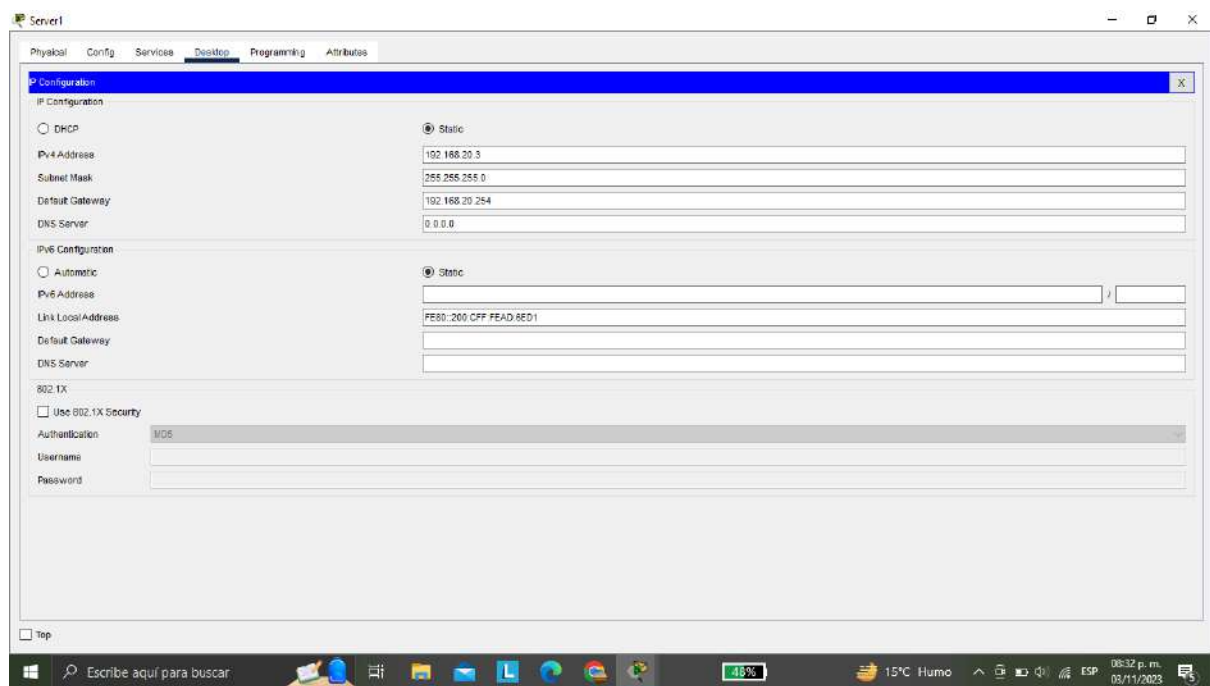 Server1
Physical Config Services Desktop Programming Attributes
IP Configuration X
IP Configuration
DHCP Static
IPv4 Address 192.168.20.3
Subnet Mask 255.255.255.0
Default Gateway 192.168.20.254
DNS Server 0.0.0.0
IPv6 Configuration
Automatic Static
IPv6 Address /
Link Local Address FE80::200:CFF:FEAD:6ED1
Default Gateway
DNS Server
802.1X
Use 802.1X Security
Authentication MD5
Username
Password
Top
Escribe aquí para buscar L 48% 15°C Humo ESP 08:32 p. m.
03/11/2023 5